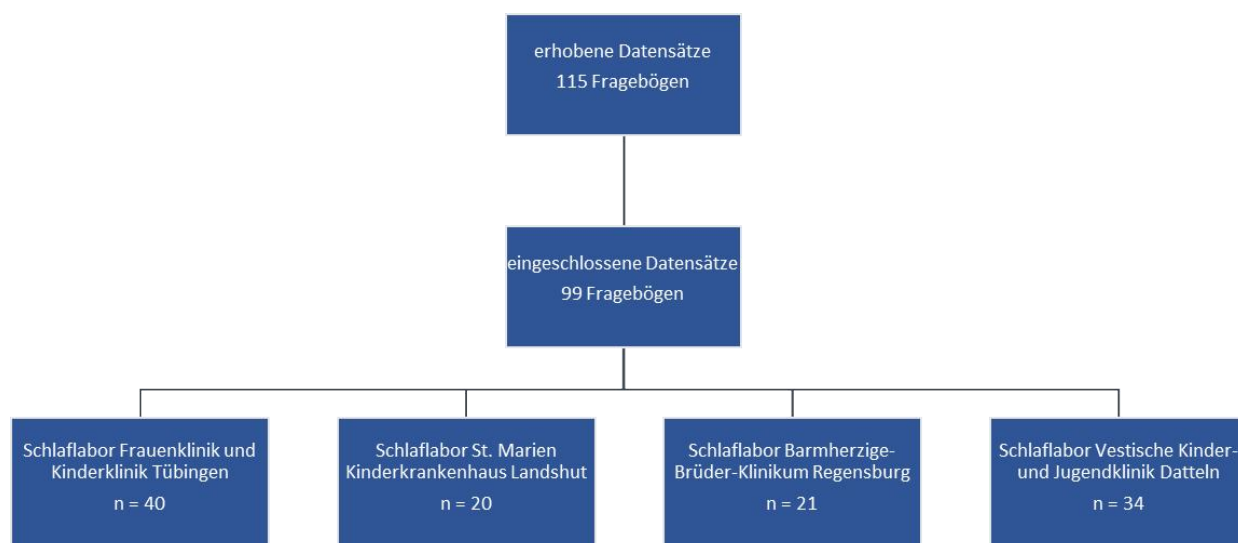 erhobene Datensätze
115 Fragebögen
eingeschlossene Datensätze
99 Fragebögen
Schlaflabor Frauenklinik und
Kinderklinik Tübingen
n = 40
Schlaflabor St. Marien
Kinderkrankenhaus Landshut
n = 20
Schlaflabor Barmherzige-
Brüder-Klinikum Regensburg
n = 21
Schlaflabor Vestische Kinder-
und Jugendklinik Datteln
n = 34